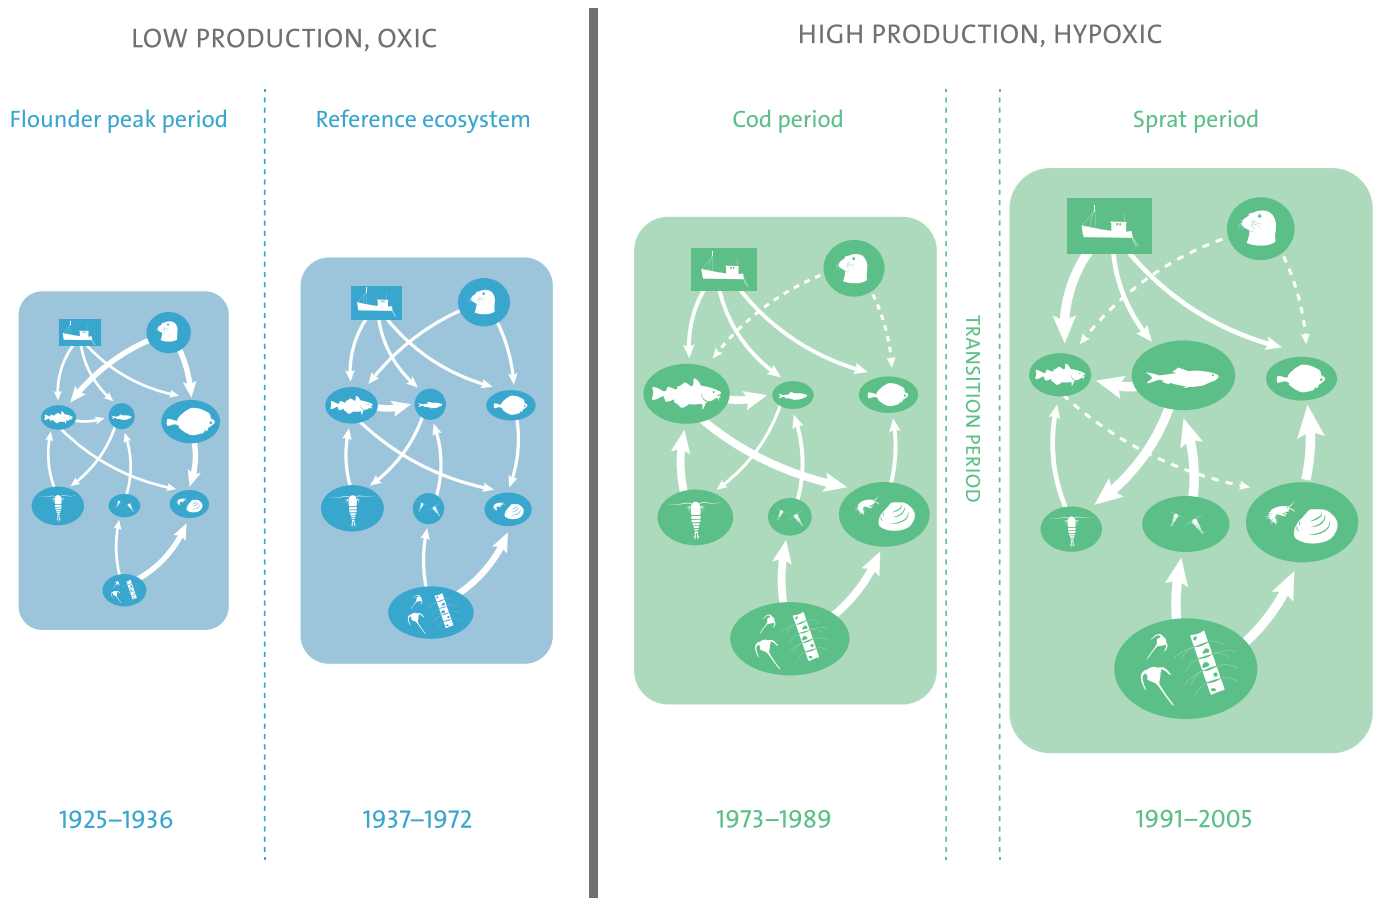 LOW PRODUCTION, OXIC
HIGH PRODUCTION, HYPOXIC
Flounder peak period
Reference ecosystem
Cod period
Sprat period
TRANSITION PERIOD
1925–1936
1937–1972
1973–1989
1991–2005